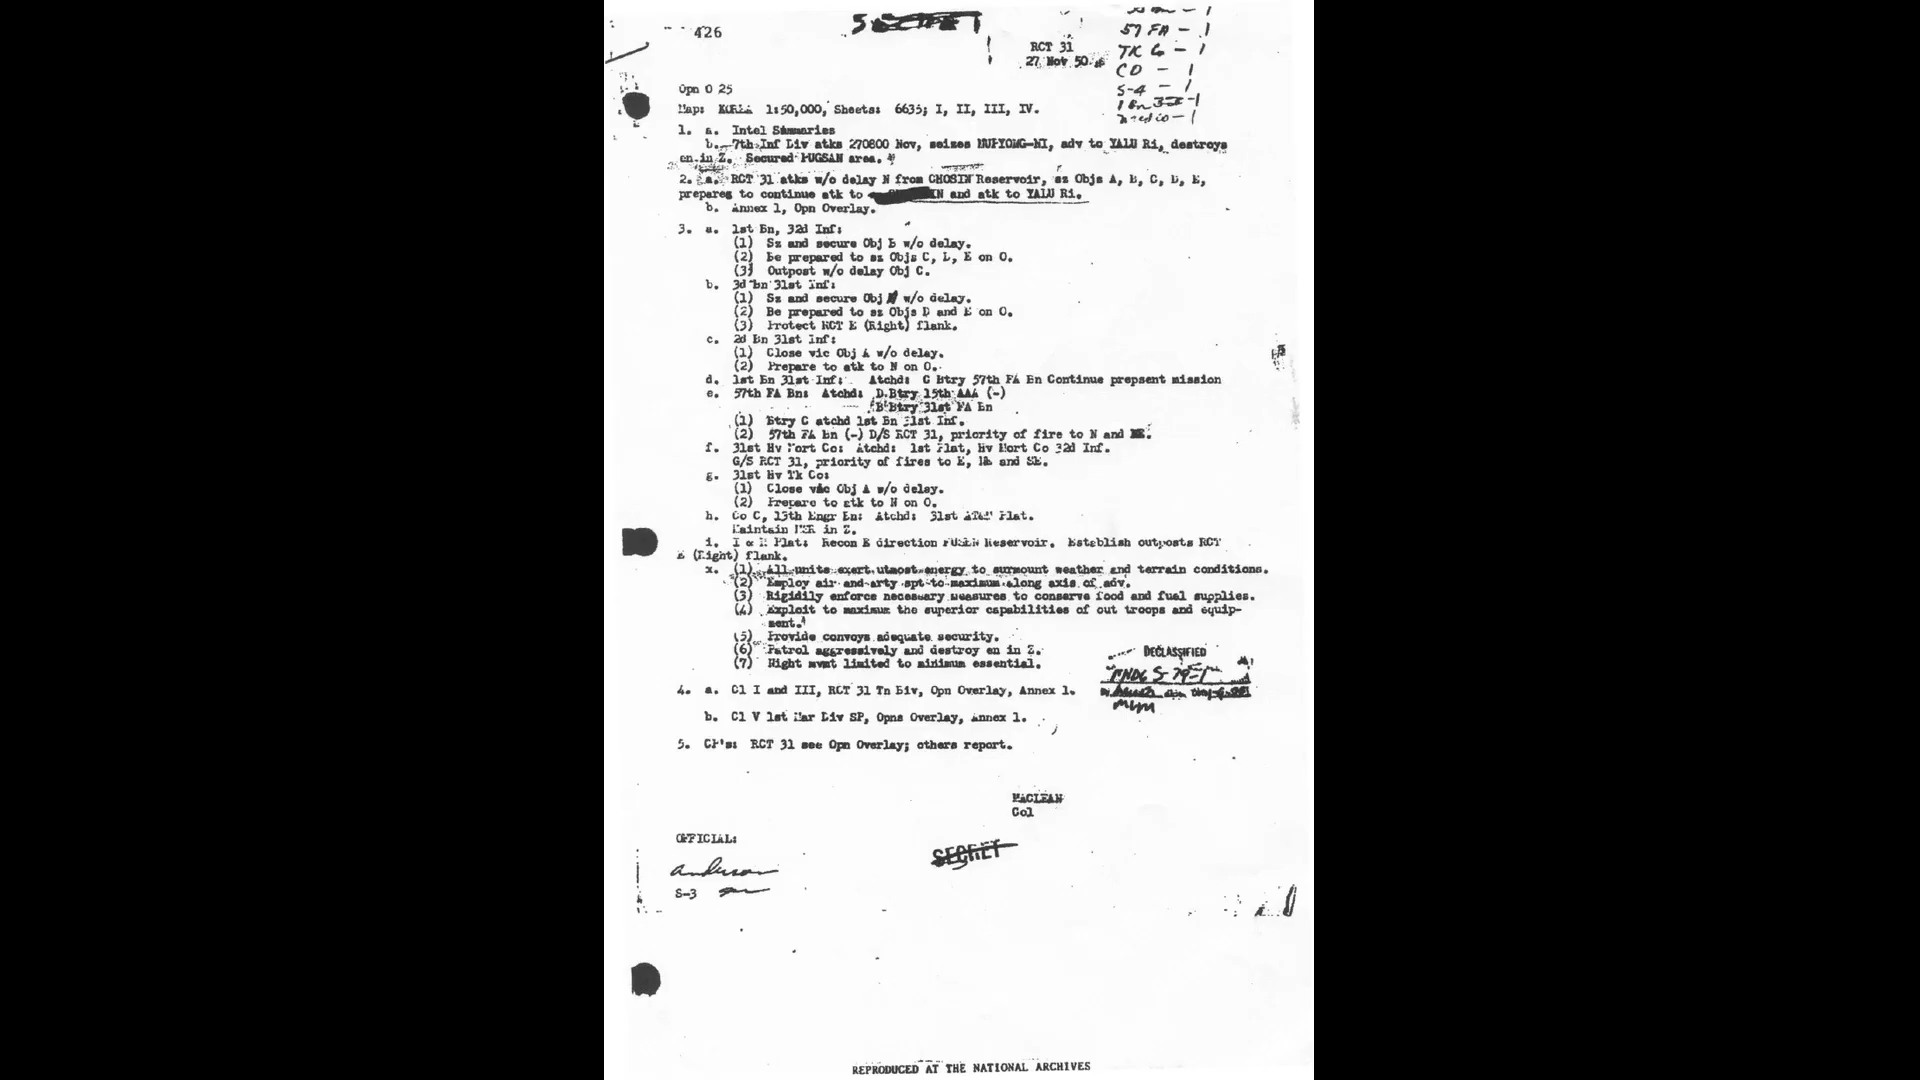 426
SECRET
RCT 31
27 Nov 50
57 FA - 1
TK Co - 1
CO - 1
S-4 - 1
Medic - 1
Opn O 25
Map: KOREA 1:50,000, Sheets: 6635; I, II, III, IV.
1. a. Intel Summaries
b. 7th Inf Div atks 270800 Nov, seizes MUPYONG-NI, adv to YALU Ri, destroys
en in Z. Secured PUGSAN area.
2. a. RCT 31 atks w/o delay N from CHOSIN Reservoir, sz Objs A, B, C, D, E,
prepares to continue atk to and atk to YALU Ri.
b. Annex 1, Opn Overlay.
3. a. 1st Bn, 32d Inf:
(1) Sz and secure Obj B w/o delay.
(2) Be prepared to sz Objs C, D, E on O.
(3) Outpost w/o delay Obj C.
b. 3d Bn 31st Inf:
(1) Sz and secure Obj w/o delay.
(2) Be prepared to sz Objs D and E on O.
(3) Protect RCT E (Right) flank.
c. 2d Bn 31st Inf:
(1) Close vic Obj A w/o delay.
(2) Prepare to atk to N on O.
d. 1st Bn 31st Inf: Atchd: C Btry 57th FA Bn Continue prepsent mission
e. 57th FA Bn: Atchd: D Btry 15th AAA (-)
B Btry 31st FA Bn
(1) Btry C atchd 1st Bn 31st Inf.
(2) 57th FA Bn (-) D/S RCT 31, priority of fire to N and NE.
f. 31st Hv Mort Co: Atchd: 1st Plat, Hv Mort Co 32d Inf.
G/S RCT 31, priority of fires to E, NE and SE.
g. 31st Hv Tk Co:
(1) Close vic Obj A w/o delay.
(2) Prepare to atk to N on O.
h. Co C, 13th Engr Bn: Atchd: 31st AT&M Plat.
Maintain MSR in Z.
i. I & R Plat: Recon E direction FUSEN Reservoir. Establish outposts RCT
E (Right) flank.
x. (1) All units exert utmost energy to surmount weather and terrain conditions.
(2) Employ air and arty spt to maximum along axis of adv.
(3) Rigidily enforce necessary measures to conserve food and fuel supplies.
(4) Exploit to maximum the superior capabilities of out troops and equip-
ment.
(5) Provide convoys adequate security.
(6) Patrol aggressively and destroy en in Z.
(7) Night mvmt limited to minimum essential.
DECLASSIFIED
4. a. Cl I and III, RCT 31 Tn Biv, Opn Overlay, Annex 1.
b. Cl V 1st Mar Div SP, Opns Overlay, Annex 1.
5. CP's: RCT 31 see Opn Overlay; others report.
MACLEAN
Col
OFFICIAL:
SECRET
Anderson
S-3
REPRODUCED AT THE NATIONAL ARCHIVES